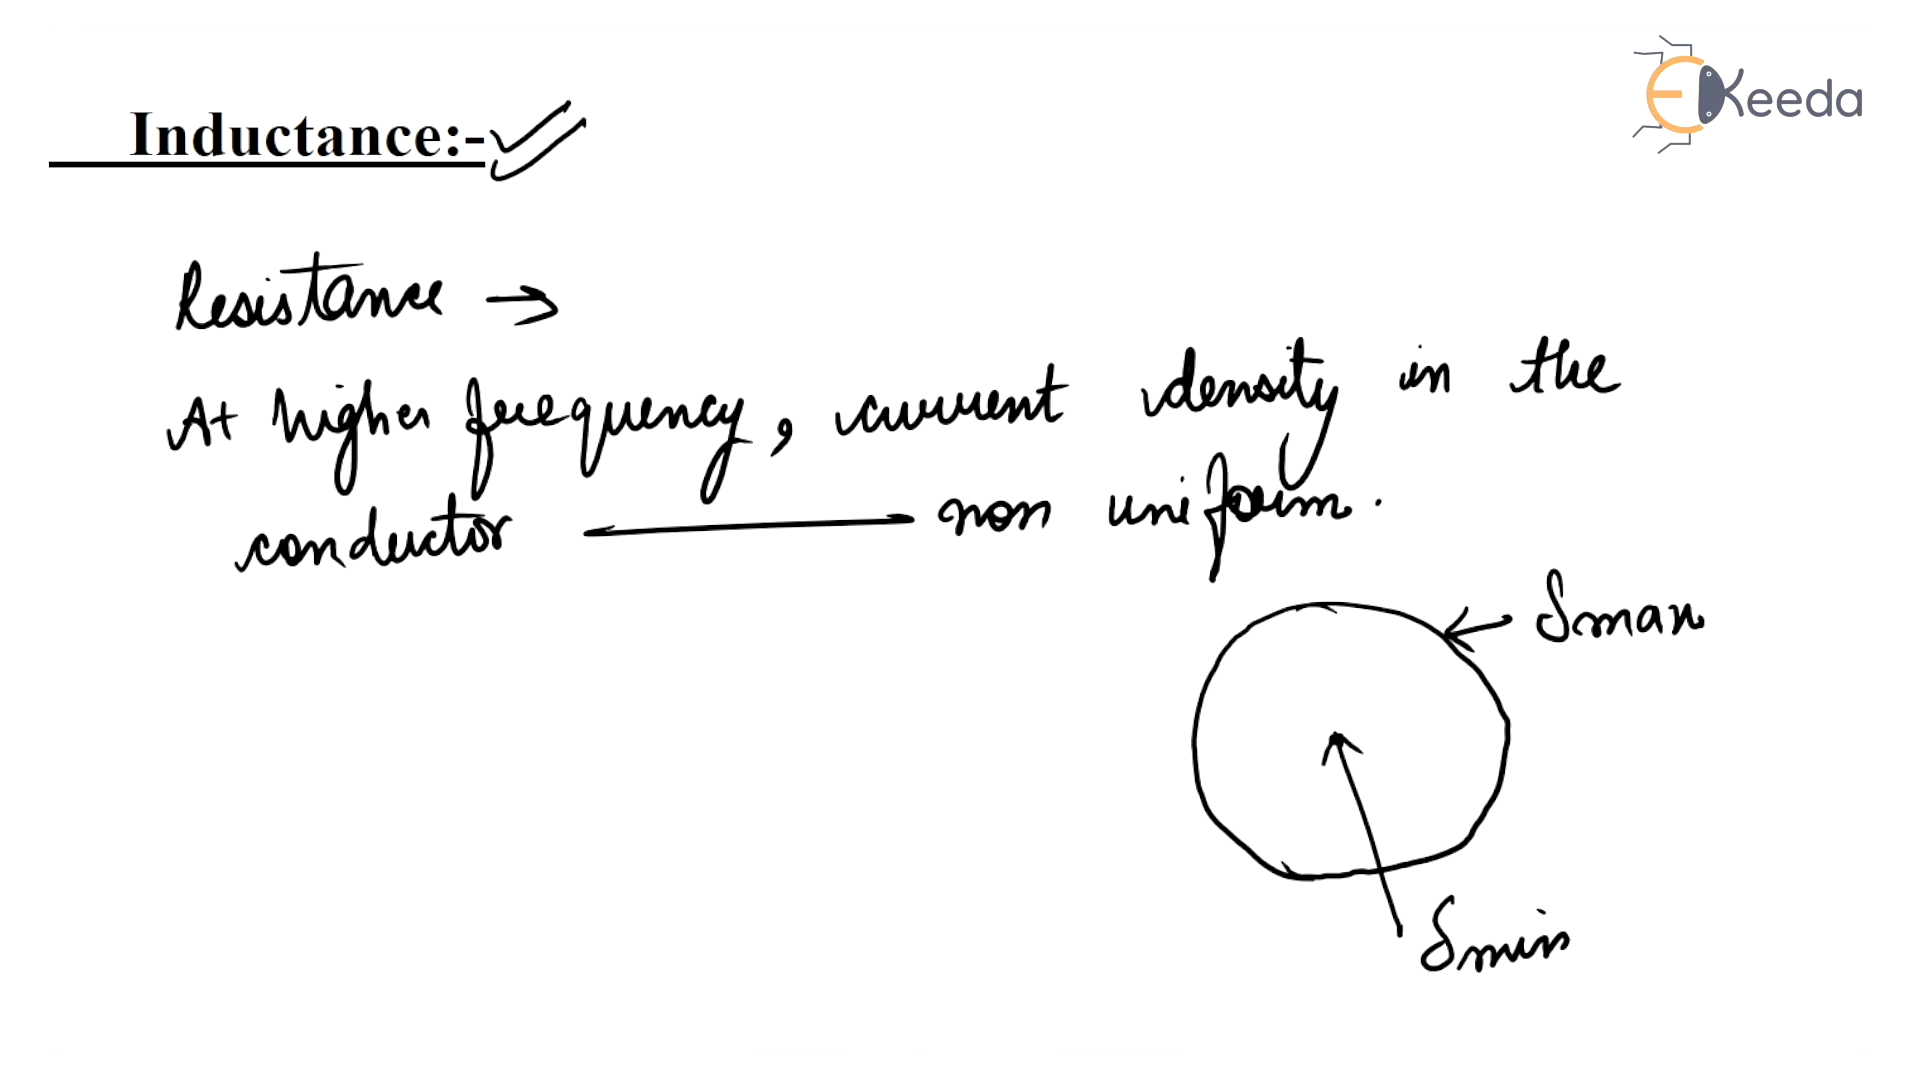 EKeeda
Inductance:-
Resistance →
At higher frequency, current density in the
conductor —— non uniform.
δmax
δmin